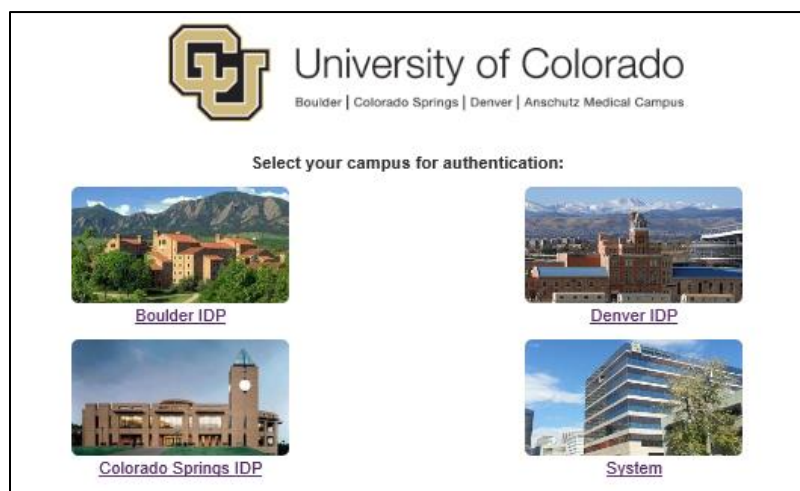 CU
University of Colorado
Boulder | Colorado Springs | Denver | Anschutz Medical Campus
Select your campus for authentication:
Boulder IDP
Denver IDP
Colorado Springs IDP
System